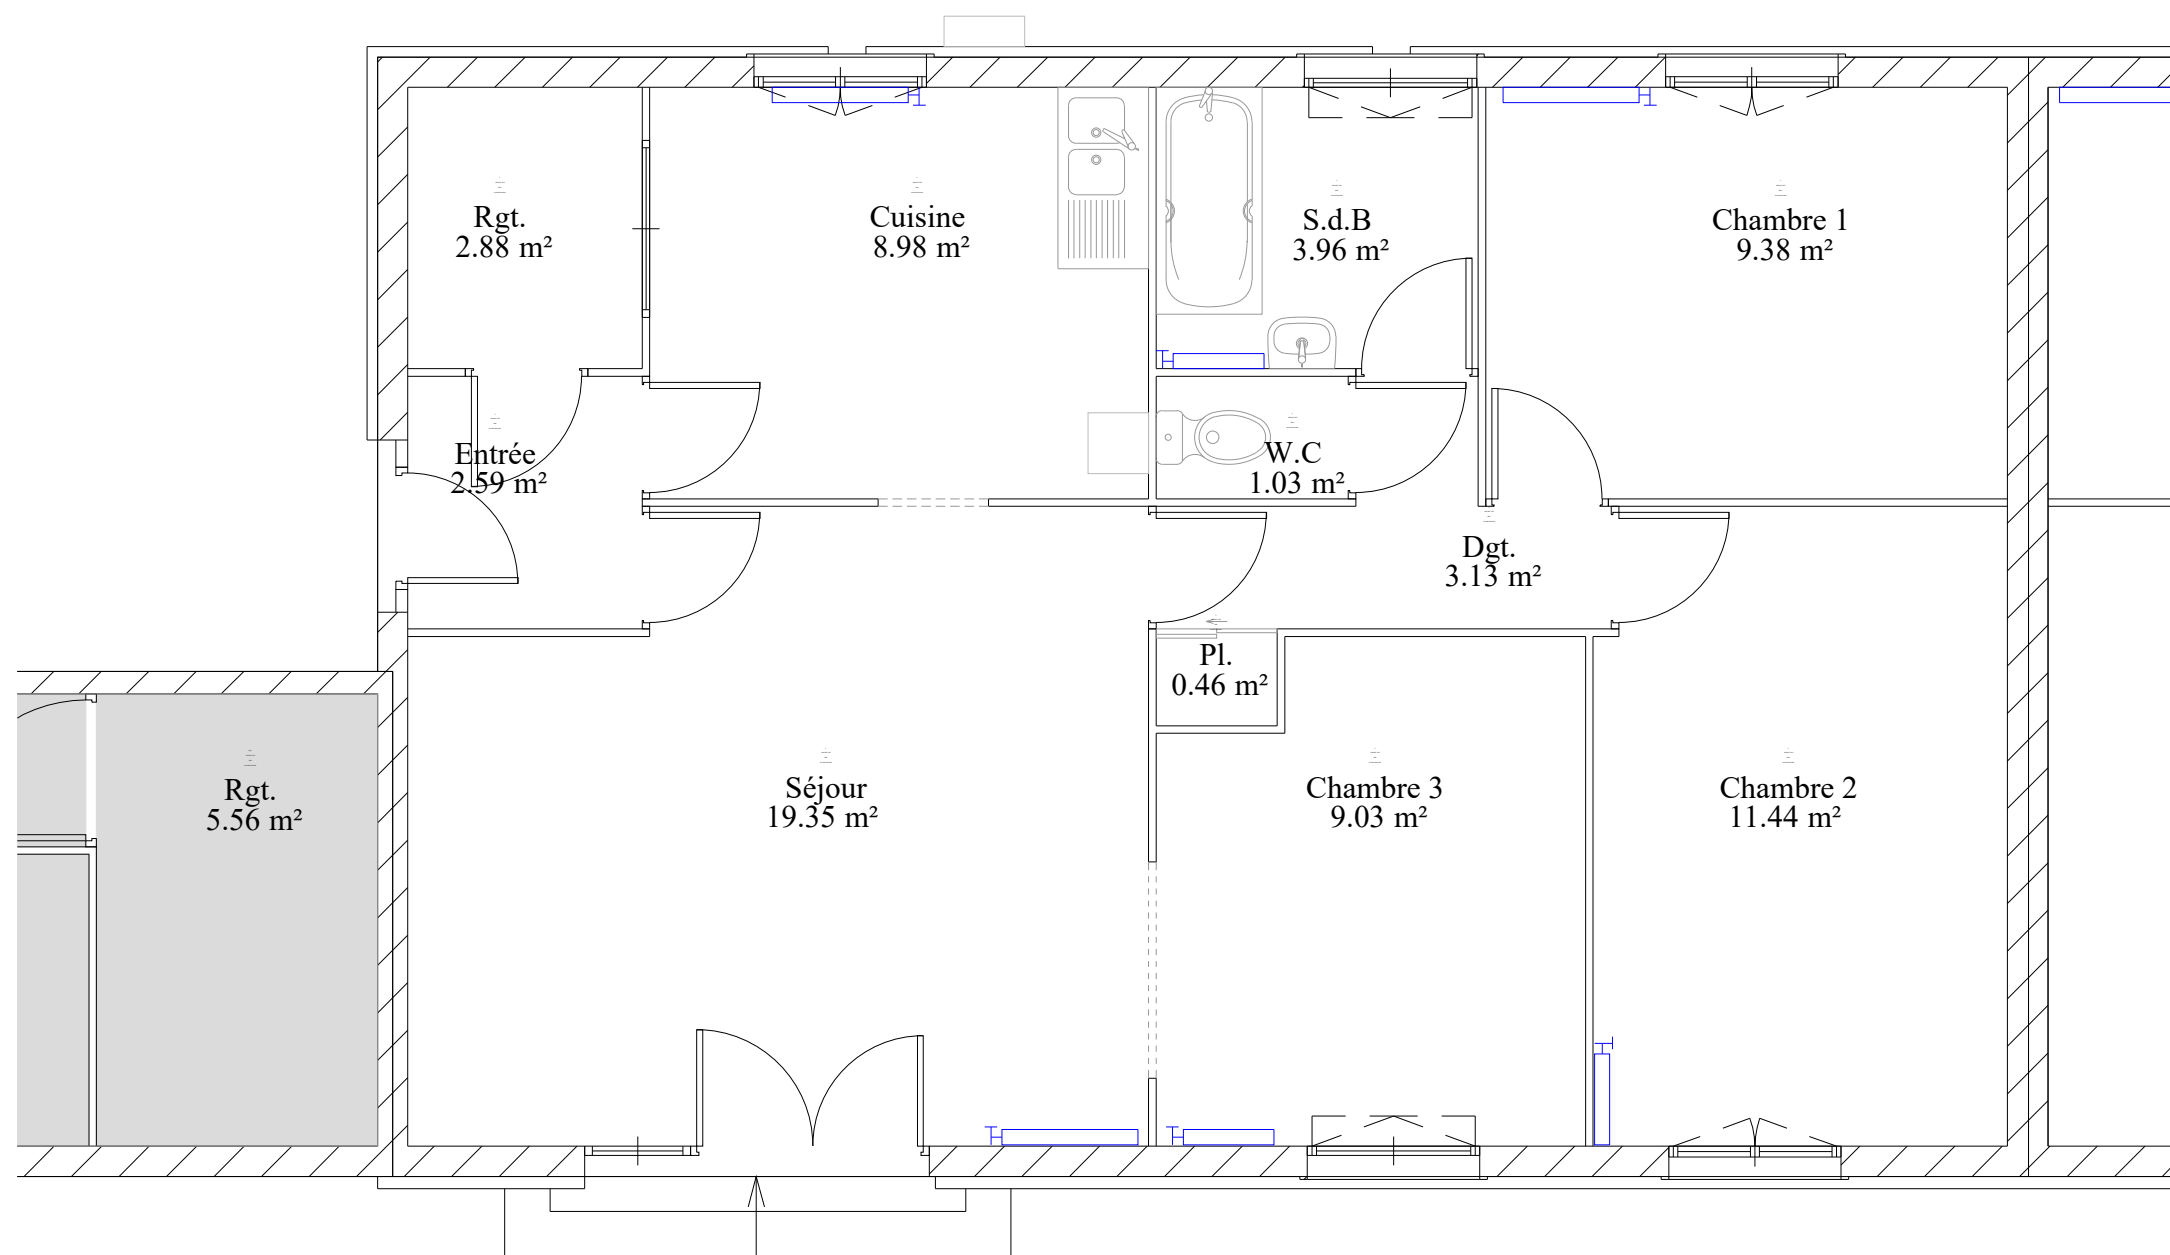 Rgt.
2.88 m²
Cuisine
8.98 m²
S.d.B
3.96 m²
Chambre 1
9.38 m²
Entrée
2.59 m²
W.C
1.03 m²
Dgt.
3.13 m²
Pl.
0.46 m²
Rgt.
5.56 m²
Séjour
19.35 m²
Chambre 3
9.03 m²
Chambre 2
11.44 m²